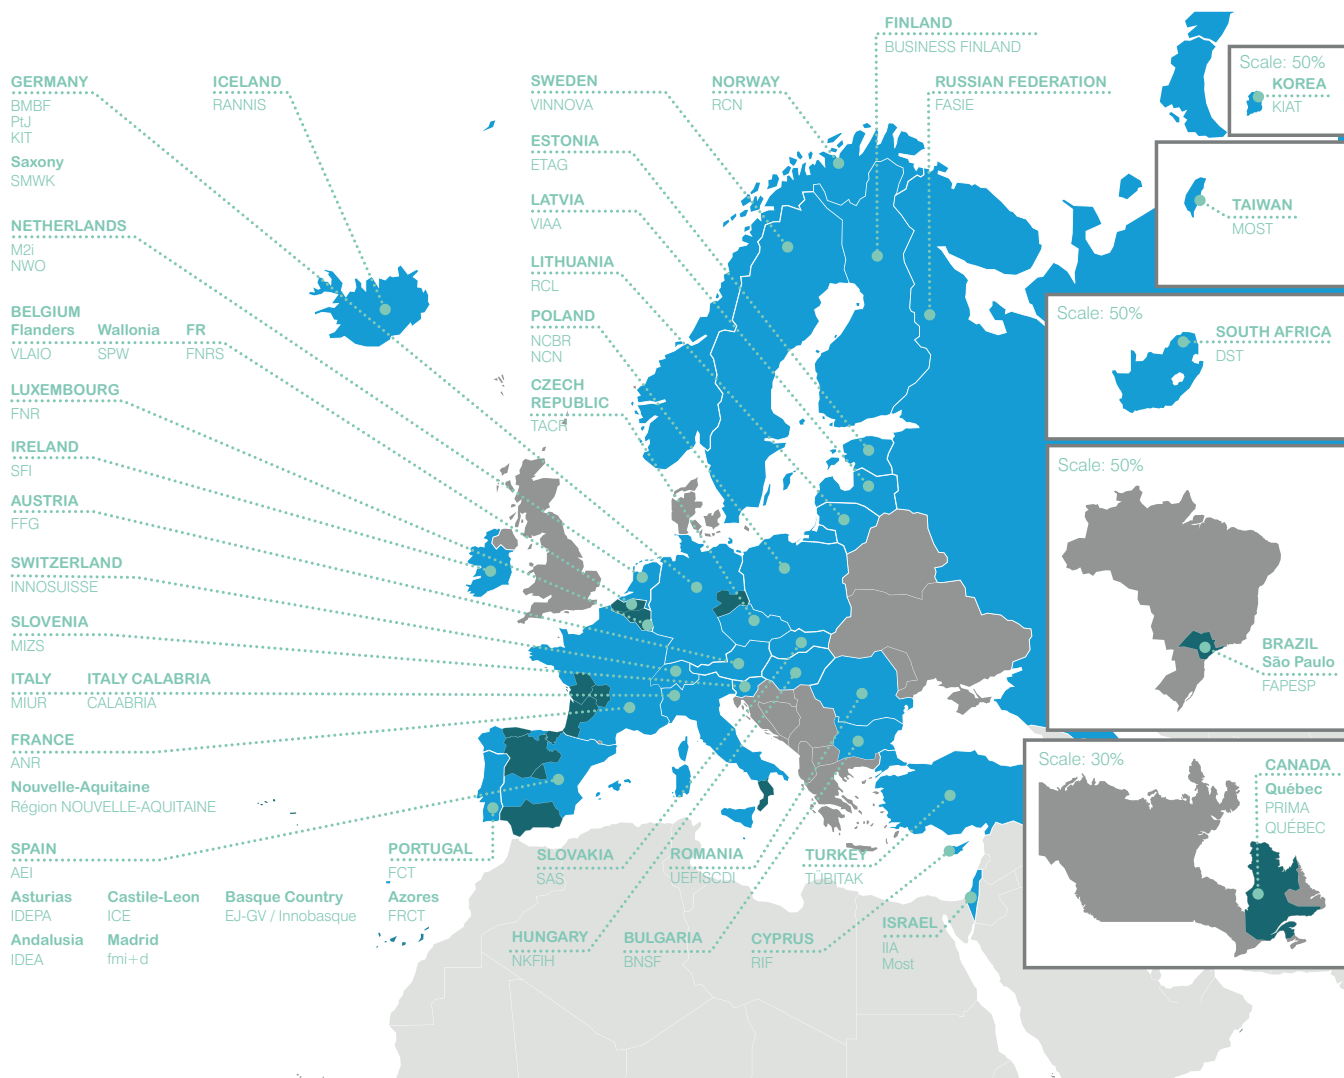 FINLAND
BUSINESS FINLAND
GERMANY
BMBF
PtJ
KIT
Saxony
SMWK
ICELAND
RANNIS
SWEDEN
VINNOVA
NORWAY
RCN
RUSSIAN FEDERATION
FASIE
Scale: 50%
KOREA
KIAT
ESTONIA
ETAG
TAIWAN
MOST
LATVIA
VIAA
NETHERLANDS
M2i
NWO
LITHUANIA
RCL
BELGIUM
Flanders Wallonia FR
VLAIO SPW FNRS
POLAND
NCBR
NCN
Scale: 50%
SOUTH AFRICA
DST
LUXEMBOURG
FNR
CZECH
REPUBLIC
TACR
IRELAND
SFI
Scale: 50%
BRAZIL
São Paulo
FAPESP
AUSTRIA
FFG
SWITZERLAND
INNOSUISSE
SLOVENIA
MIZS
ITALY ITALY CALABRIA
MIUR CALABRIA
FRANCE
ANR
Nouvelle-Aquitaine
Région NOUVELLE-AQUITAINE
Scale: 30%
CANADA
Québec
PRIMA
QUÉBEC
SPAIN
AEI
Asturias Castile-Leon Basque Country
IDEPA ICE EJ-GV / Innobasque
Andalusia Madrid
IDEA fmi+d
PORTUGAL
FCT
Azores
FRCT
SLOVAKIA
SAS
ROMANIA
UEFISCDI
TURKEY
TÜBITAK
HUNGARY
NKFIH
BULGARIA
BNSF
CYPRUS
RIF
ISRAEL
IIA
Most